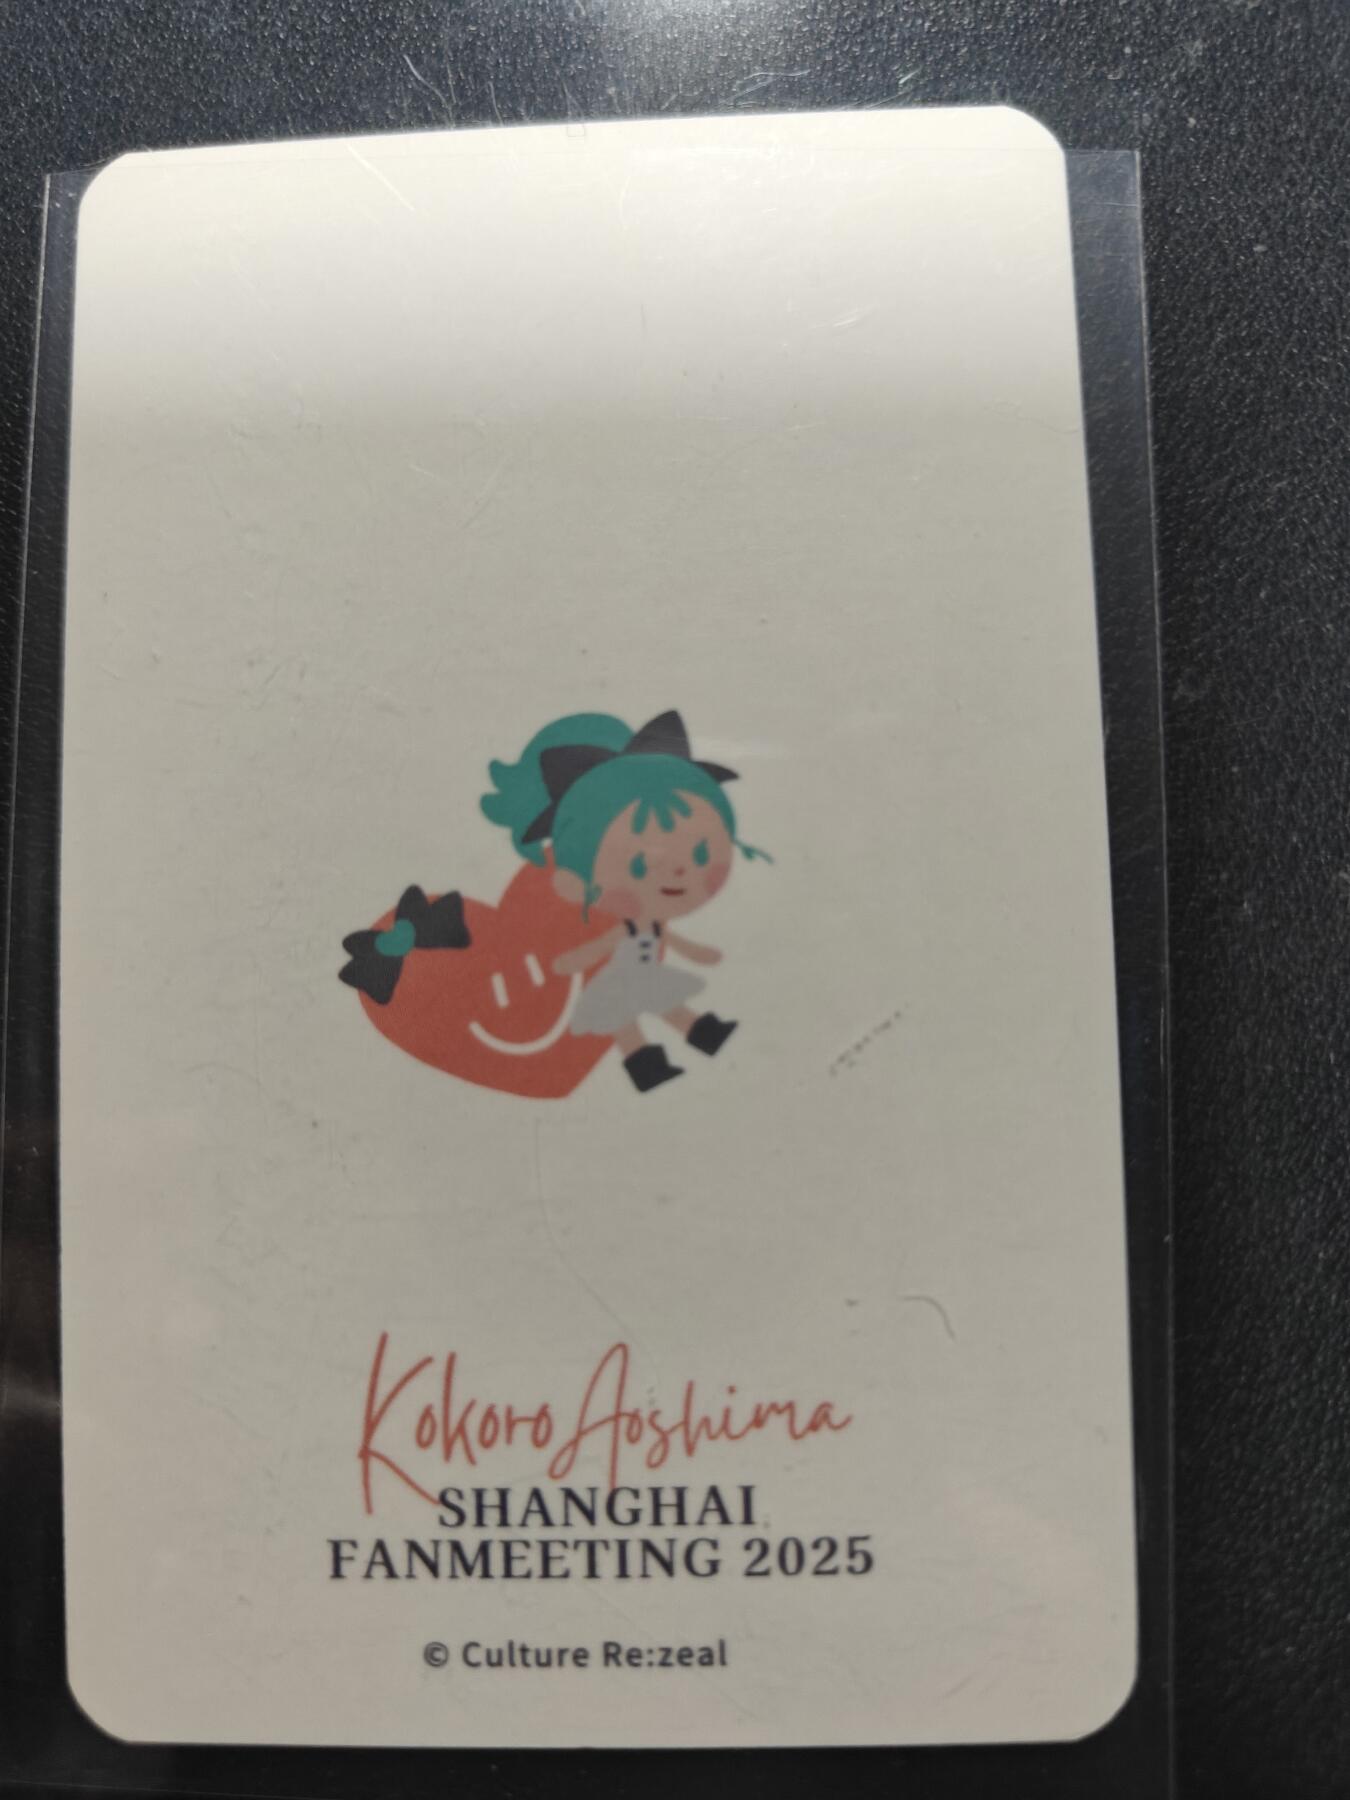 Kokoro Aoshima
SHANGHAI
FANMEETING 2025
© Culture Re:zeal